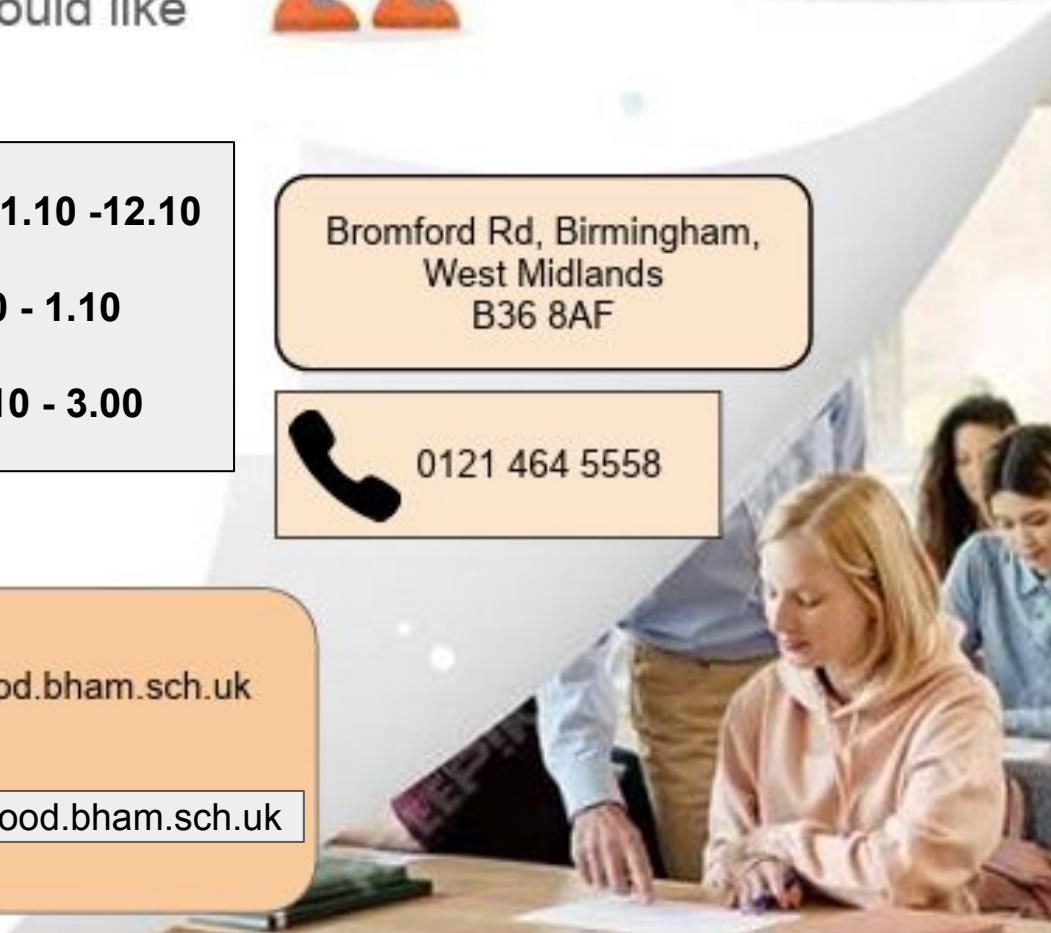 ould like
1.10 -12.10
0 - 1.10
10 - 3.00
Bromford Rd, Birmingham,
West Midlands
B36 8AF
0121 464 5558
od.bham.sch.uk
ood.bham.sch.uk